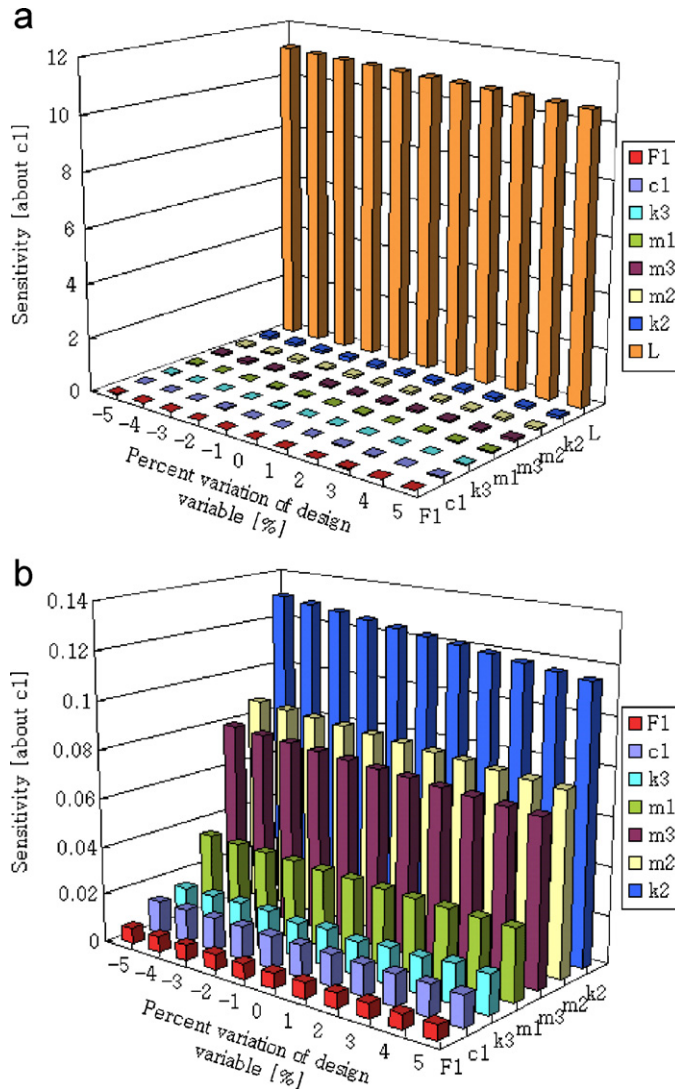 a
12
10
8
6
4
2
0
Sensitivity [about c1]
-5 -4 -3 -2 -1 0 1 2 3 4 5
Percent variation of design
variable [%]
F1 c1 k3 m1 m3 m2 k2 L
F1
c1
k3
m1
m3
m2
k2
L
b
0.14
0.12
0.1
0.08
0.06
0.04
0.02
0
Sensitivity [about c1]
-5 -4 -3 -2 -1 0 1 2 3 4 5
Percent variation of design
variable [%]
F1 c1 k3 m1 m3 m2 k2
F1
c1
k3
m1
m3
m2
k2